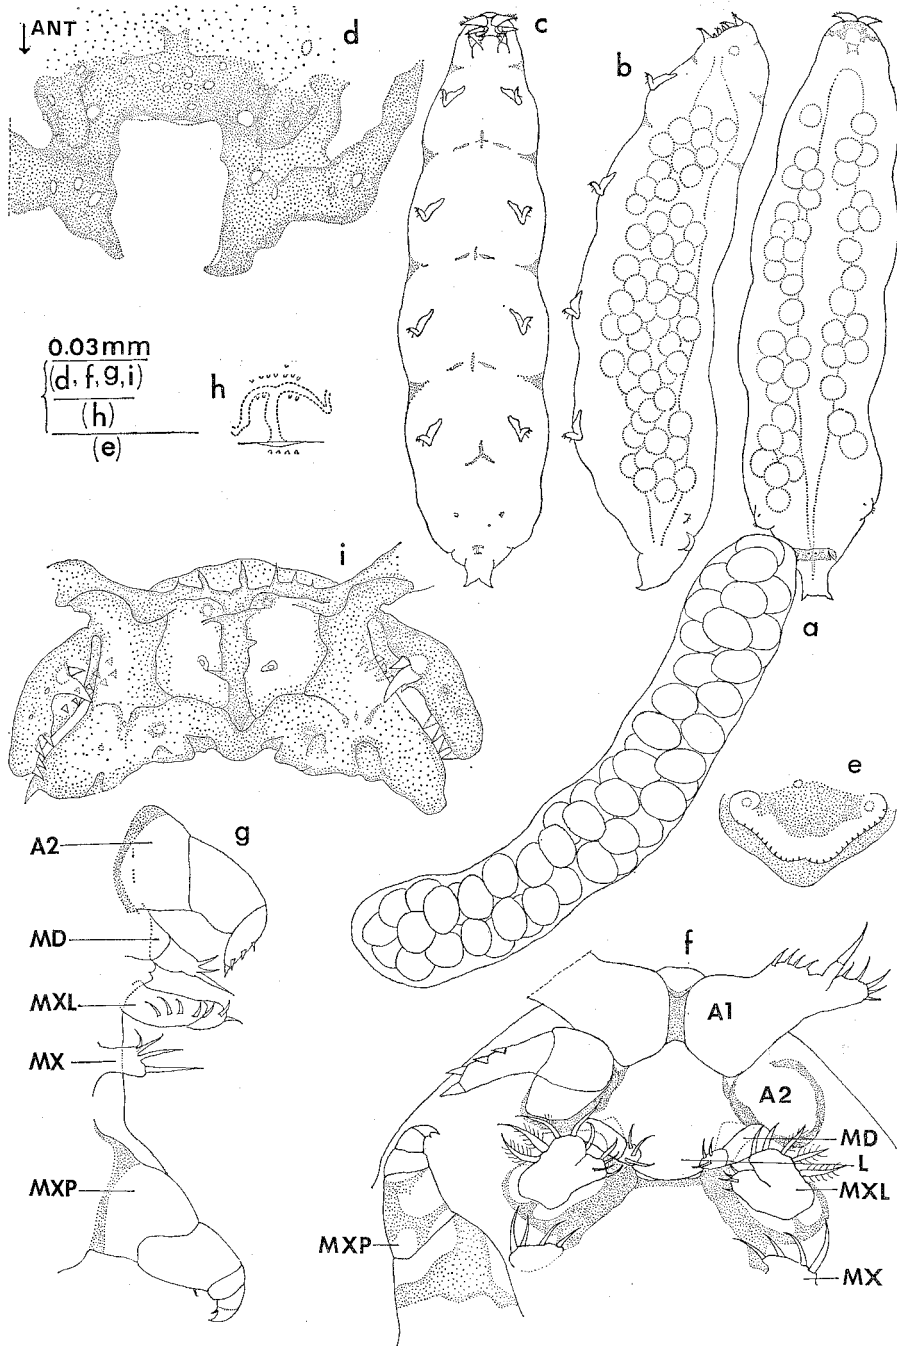 ANT
d
c
b
0.03mm
(d, f, g, i)
(h)
(e)
h
i
a
e
g
A2
MD
MXL
MX
MXP
f
A1
A2
MD
L
MXL
MXP
MX